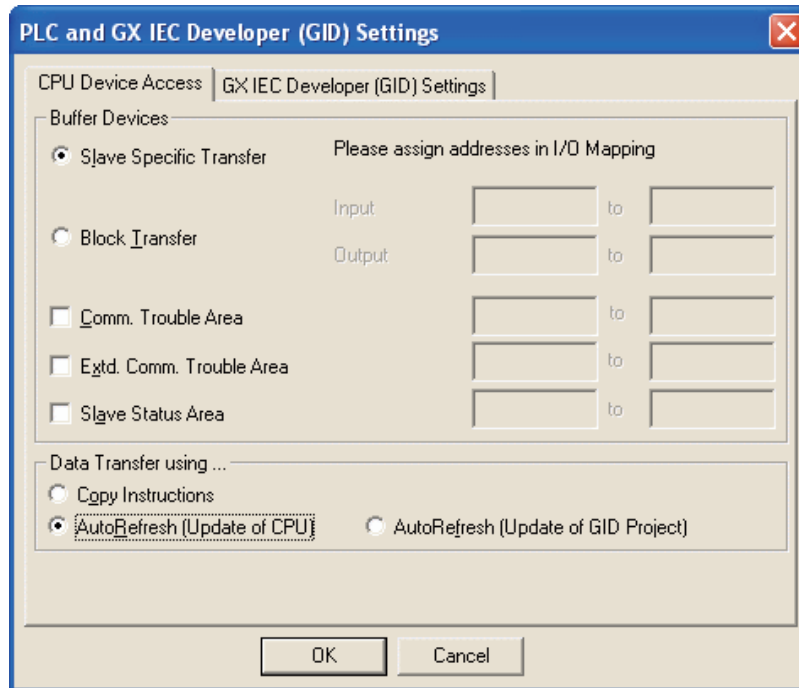 PLC and GX IEC Developer (GID) Settings
CPU Device Access
GX IEC Developer (GID) Settings
Buffer Devices
Slave Specific Transfer
Please assign addresses in I/O Mapping
Input
to
Block Transfer
Output
to
Comm. Trouble Area
to
Extd. Comm. Trouble Area
to
Slave Status Area
to
Data Transfer using ...
Copy Instructions
AutoRefresh (Update of CPU)
AutoRefresh (Update of GID Project)
OK
Cancel